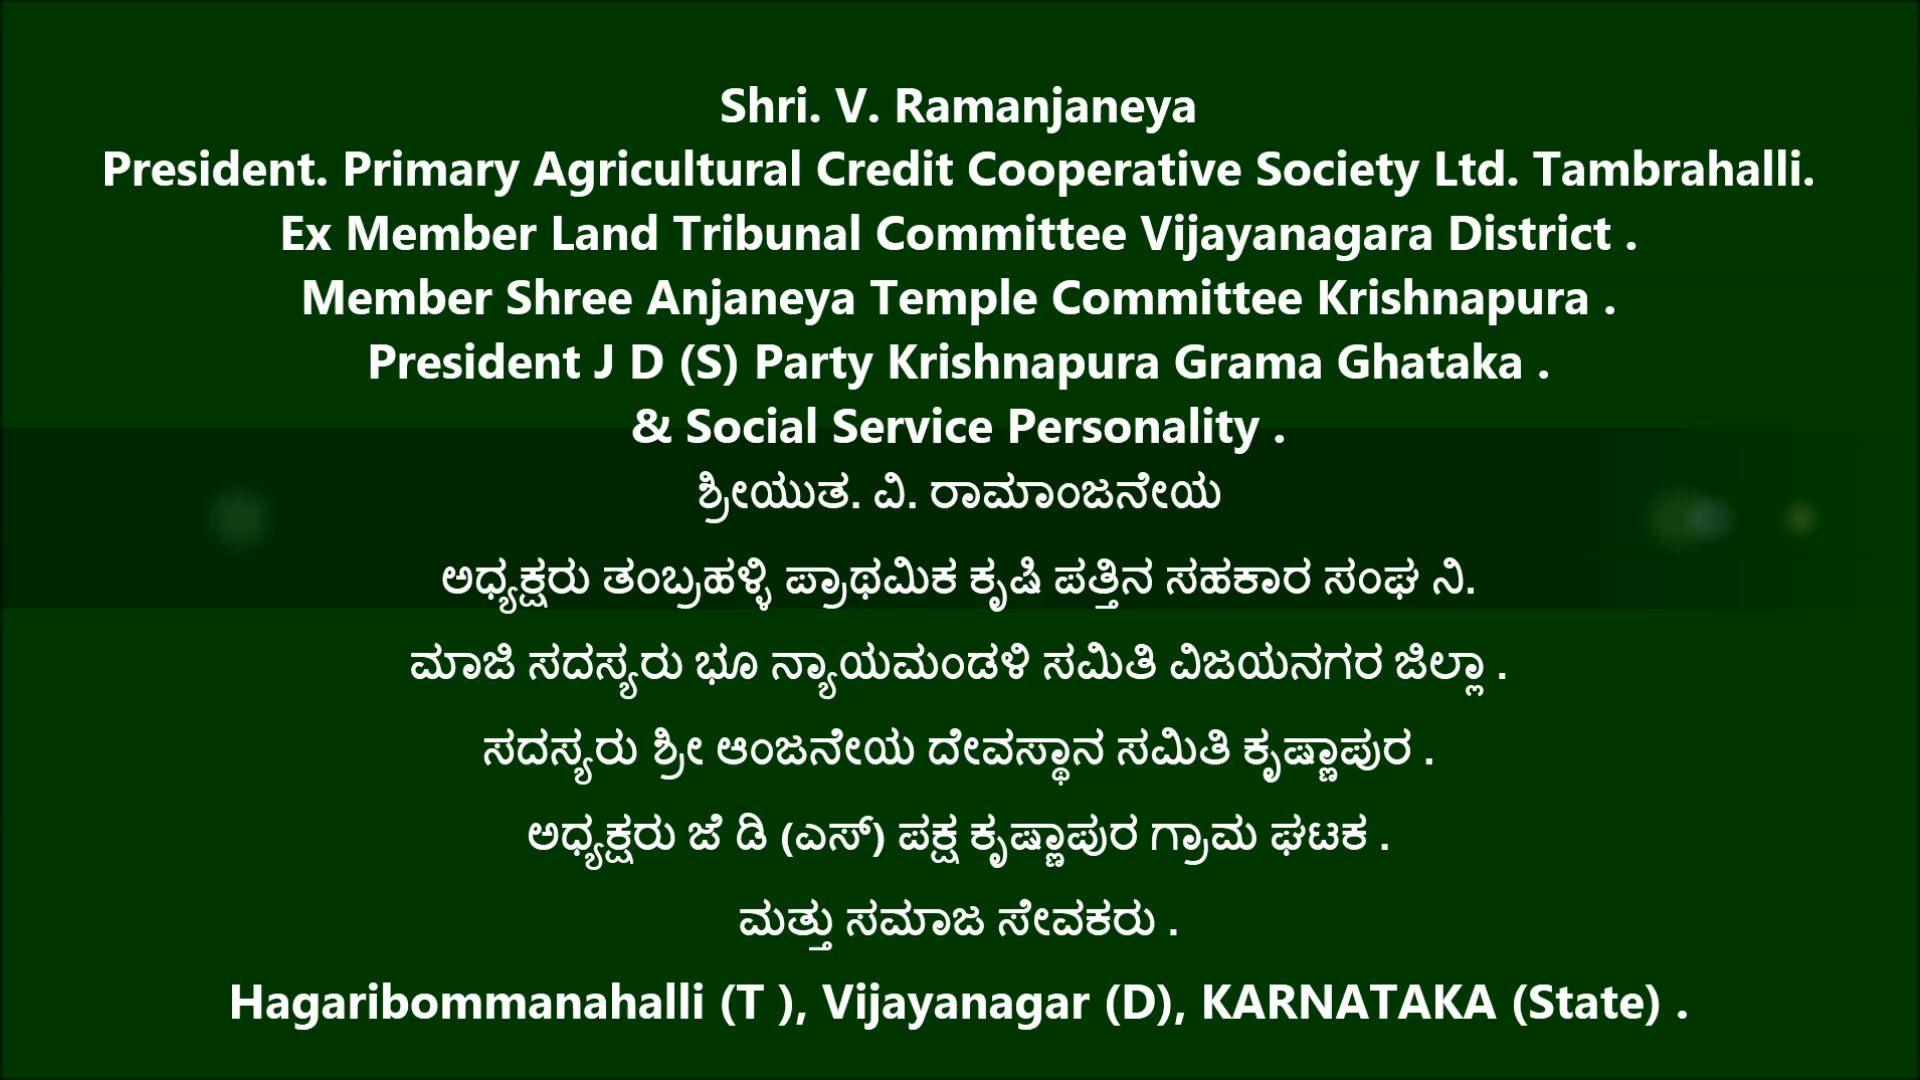 Shri. V. Ramanjaneya
President. Primary Agricultural Credit Cooperative Society Ltd. Tambrahalli.
Ex Member Land Tribunal Committee Vijayanagara District .
Member Shree Anjaneya Temple Committee Krishnapura .
President J D (S) Party Krishnapura Grama Ghataka .
& Social Service Personality .
ಶ್ರೀಯುತ. ವಿ. ರಾಮಾಂಜನೇಯ
ಅಧ್ಯಕ್ಷರು ತಂಬ್ರಹಳ್ಳಿ ಪ್ರಾಥಮಿಕ ಕೃಷಿ ಪತ್ತಿನ ಸಹಕಾರ ಸಂಘ ನಿ.
ಮಾಜಿ ಸದಸ್ಯರು ಭೂ ನ್ಯಾಯಮಂಡಳಿ ಸಮಿತಿ ವಿಜಯನಗರ ಜಿಲ್ಲಾ .
ಸದಸ್ಯರು ಶ್ರೀ ಆಂಜನೇಯ ದೇವಸ್ಥಾನ ಸಮಿತಿ ಕೃಷ್ಣಾಪುರ .
ಅಧ್ಯಕ್ಷರು ಜೆ ಡಿ (ಎಸ್) ಪಕ್ಷ ಕೃಷ್ಣಾಪುರ ಗ್ರಾಮ ಘಟಕ .
ಮತ್ತು ಸಮಾಜ ಸೇವಕರು .
Hagaribommanahalli (T ), Vijayanagar (D), KARNATAKA (State) .